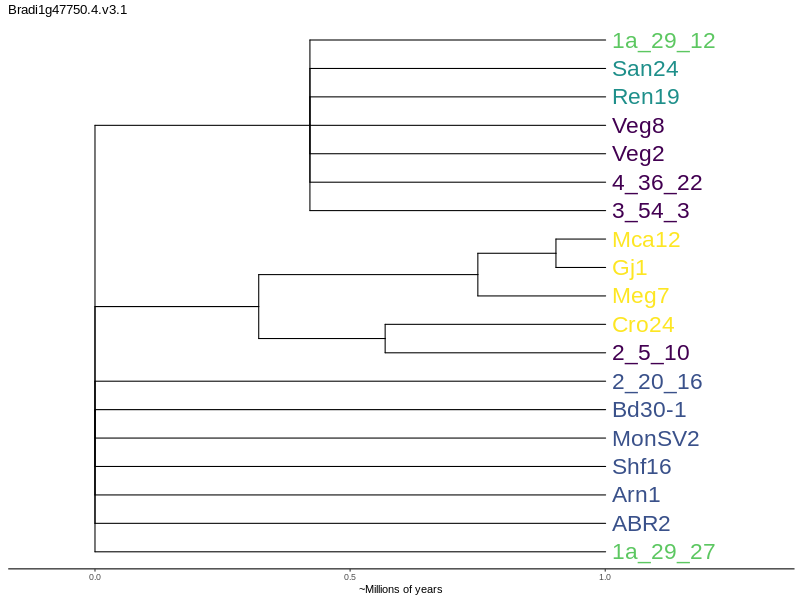 Bradi1g47750.4.v3.1
1a_29_12
San24
Ren19
Veg8
Veg2
4_36_22
3_54_3
Mca12
Gj1
Meg7
Cro24
2_5_10
2_20_16
Bd30-1
MonSV2
Shf16
Arn1
ABR2
1a_29_27
0.0 0.5 1.0
~Millions of years